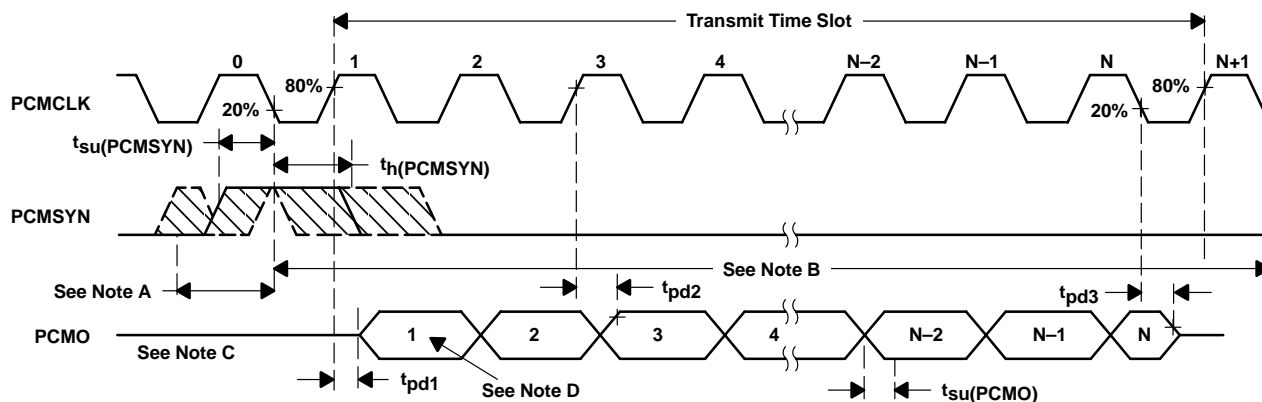 Transmit Time Slot
0 1 2 3 4 N–2 N–1 N N+1
PCMCLK
80% 80%
20% 20%
tsu(PCMSYN)
th(PCMSYN)
PCMSYN
See Note B
See Note A
tpd2
tpd3
PCMO
1 2 3 4 N–2 N–1 N
See Note C
tpd1
See Note D
tsu(PCMO)